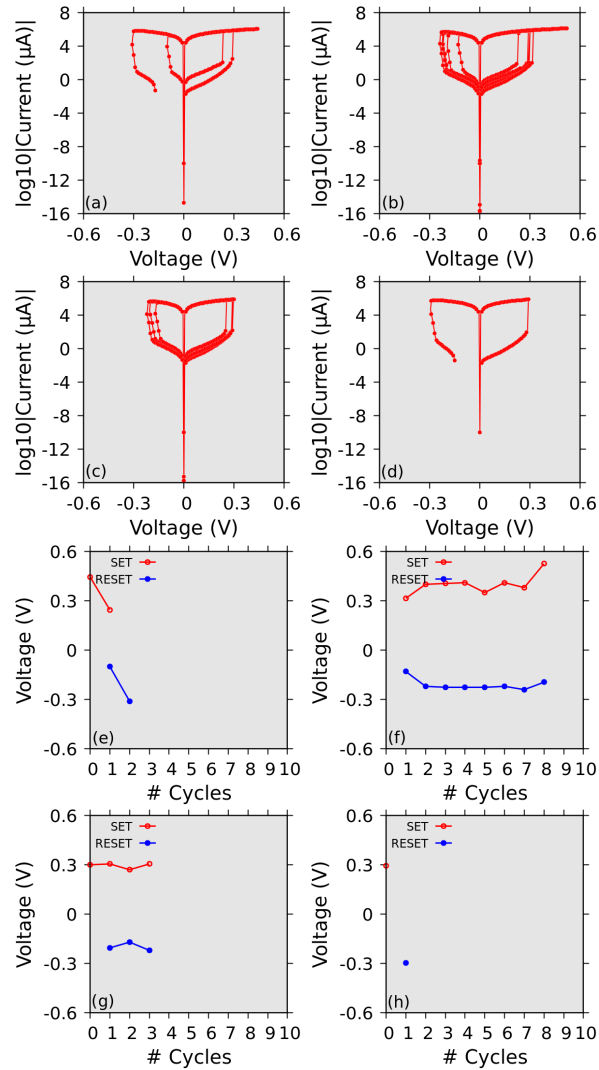 8
4
0
-4
-8
-12
-16
log10|Current (μA)|
(a)
-0.6 -0.3 0 0.3 0.6
Voltage (V)
8
4
0
-4
-8
-12
-16
log10|Current (μA)|
(b)
-0.6 -0.3 0 0.3 0.6
Voltage (V)
8
4
0
-4
-8
-12
-16
log10|Current (μA)|
(c)
-0.6 -0.3 0 0.3 0.6
Voltage (V)
8
4
0
-4
-8
-12
-16
log10|Current (μA)|
(d)
-0.6 -0.3 0 0.3 0.6
Voltage (V)
0.6
0.3
0
-0.3
-0.6
Voltage (V)
SET
RESET
(e)
0 1 2 3 4 5 6 7 8 9 10
# Cycles
0.6
0.3
0
-0.3
-0.6
Voltage (V)
SET
RESET
(f)
0 1 2 3 4 5 6 7 8 9 10
# Cycles
0.6
0.3
0
-0.3
-0.6
Voltage (V)
SET
RESET
(g)
0 1 2 3 4 5 6 7 8 9 10
# Cycles
0.6
0.3
0
-0.3
-0.6
Voltage (V)
SET
RESET
(h)
0 1 2 3 4 5 6 7 8 9 10
# Cycles